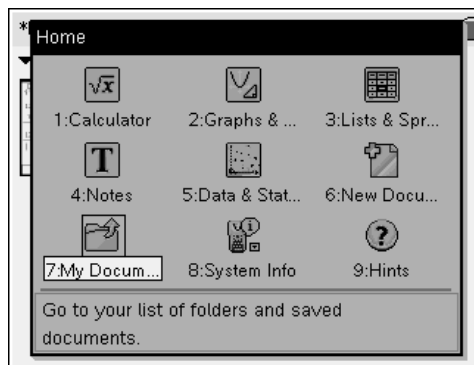 *
Home
1:Calculator
2:Graphs & ...
3:Lists & Spr...
4:Notes
5:Data & Stat...
6:New Docu...
7:My Docum...
8:System Info
9:Hints
Go to your list of folders and saved
documents.